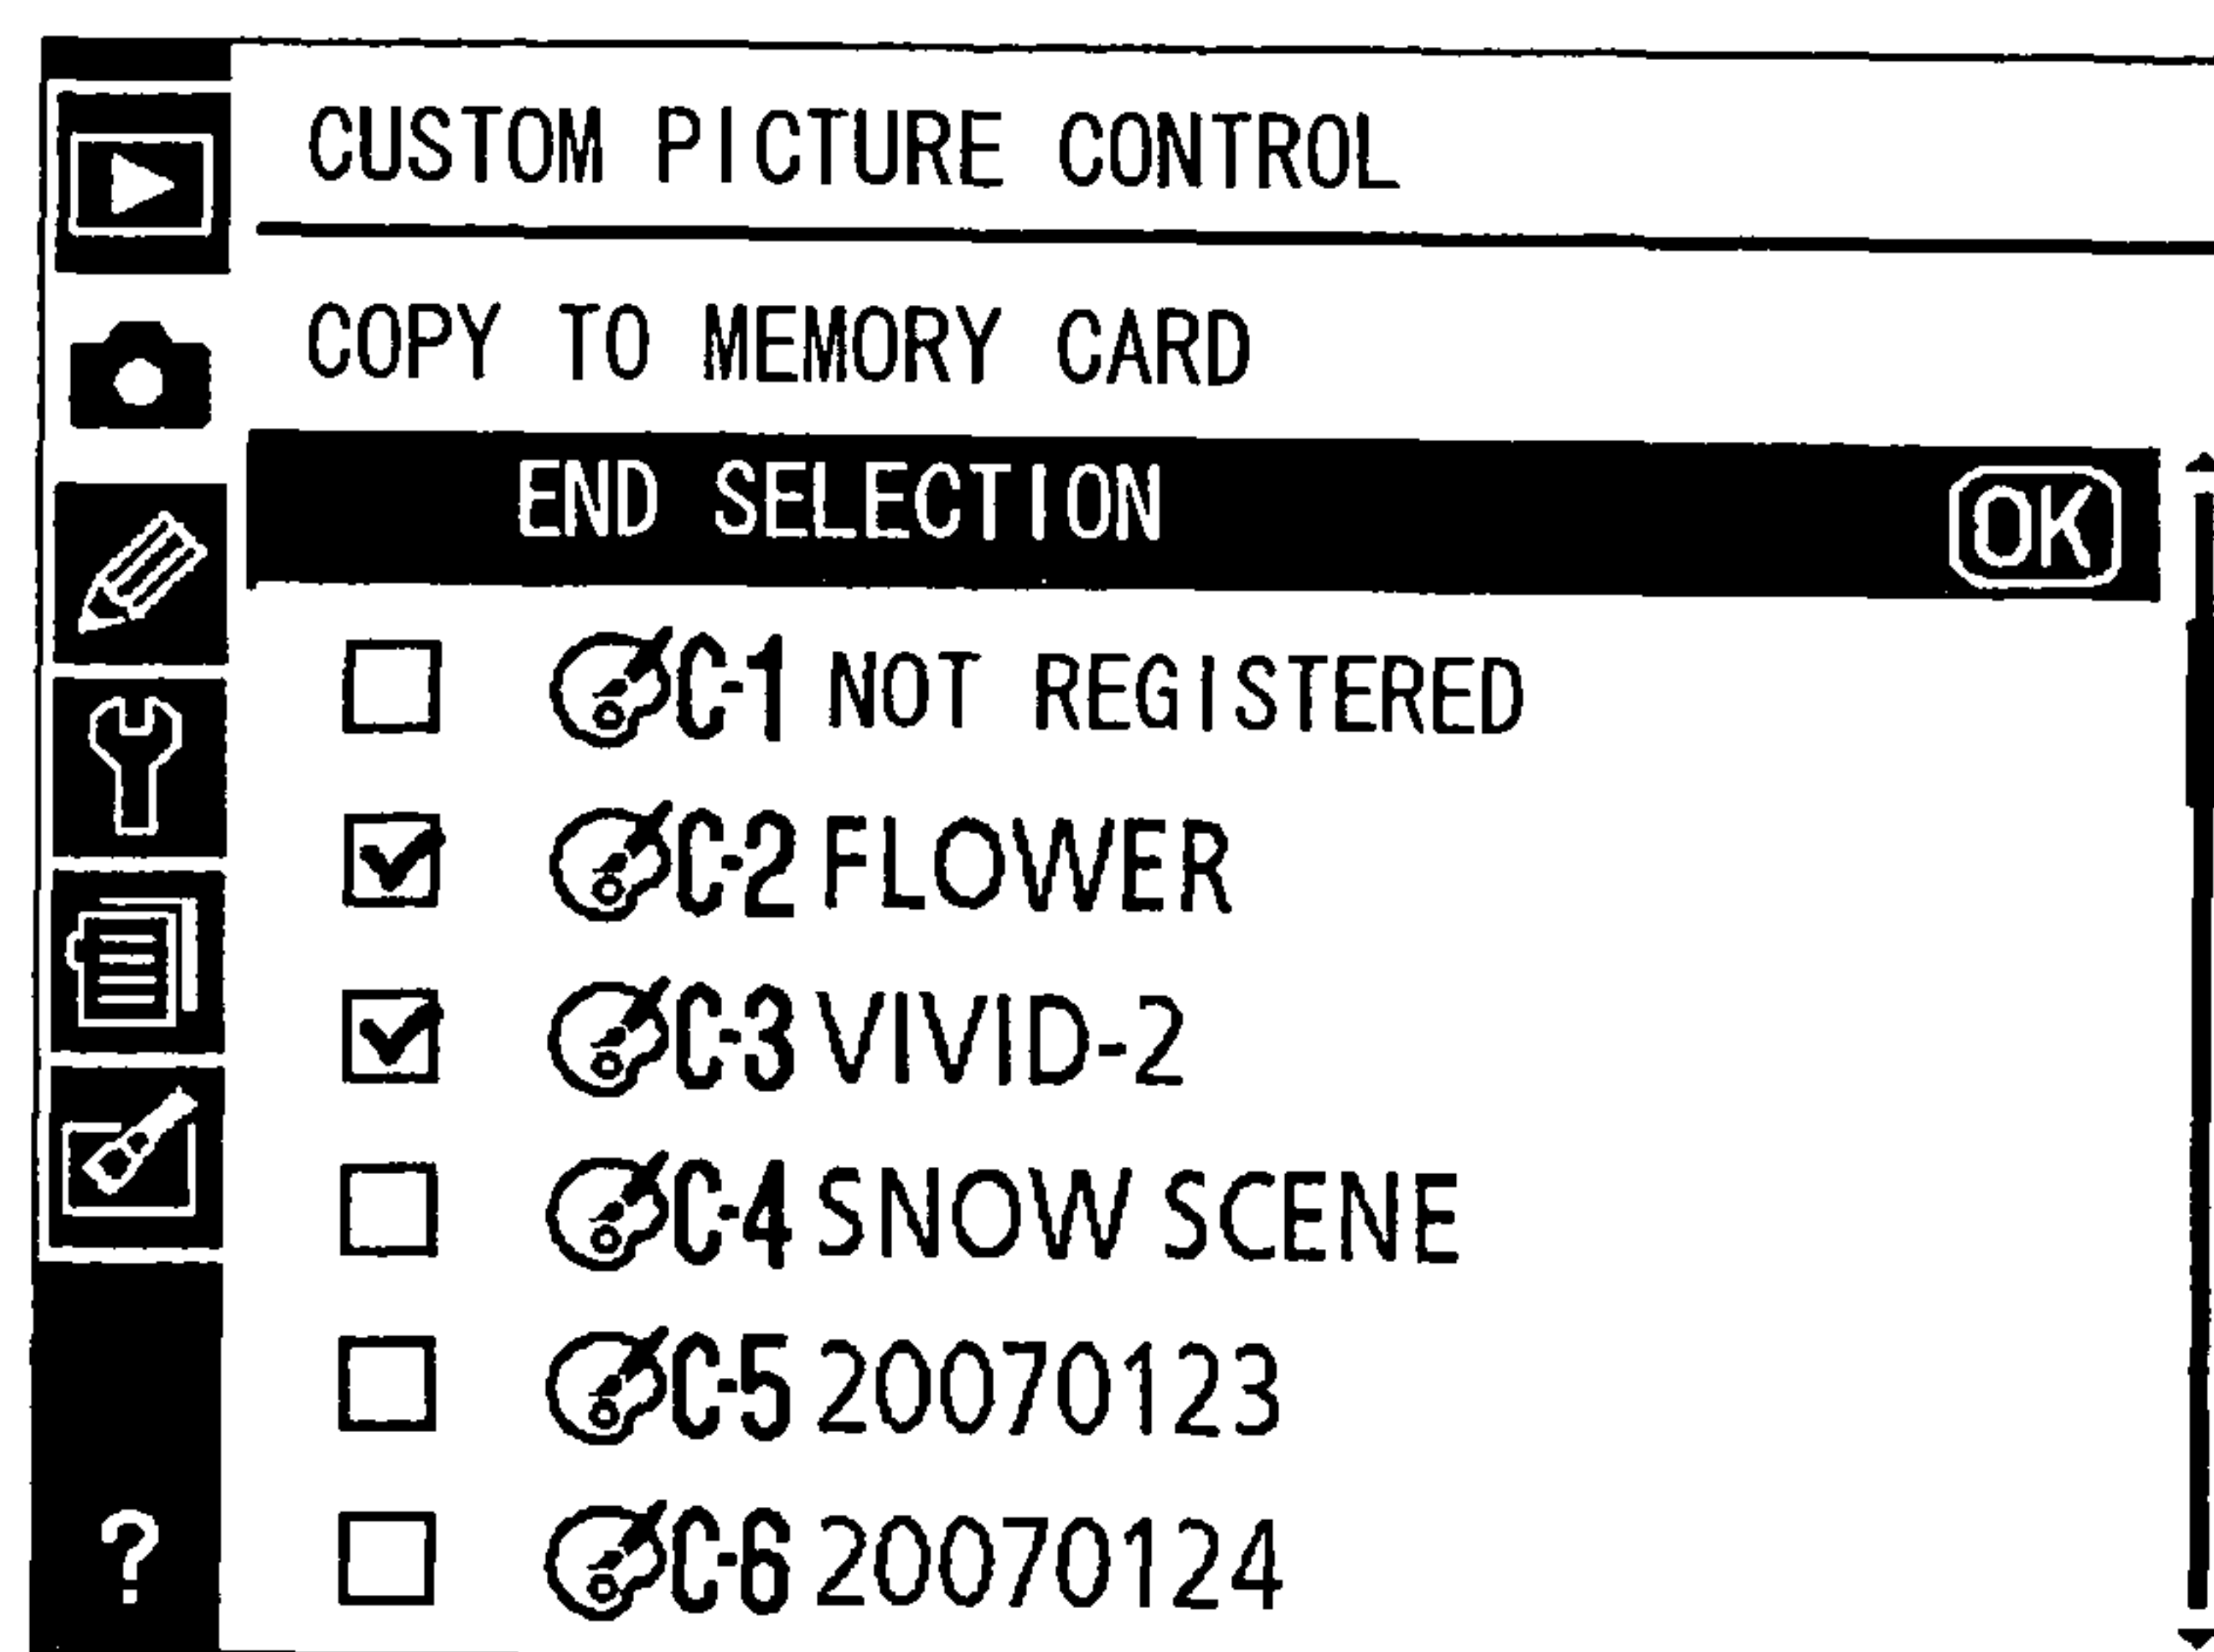 CUSTOM PICTURE CONTROL
COPY TO MEMORY CARD
END SELECTION OK
C-1 NOT REGISTERED
C-2 FLOWER
C-3 VIVID-2
C-4 SNOW SCENE
C-5 20070123
C-6 20070124
?